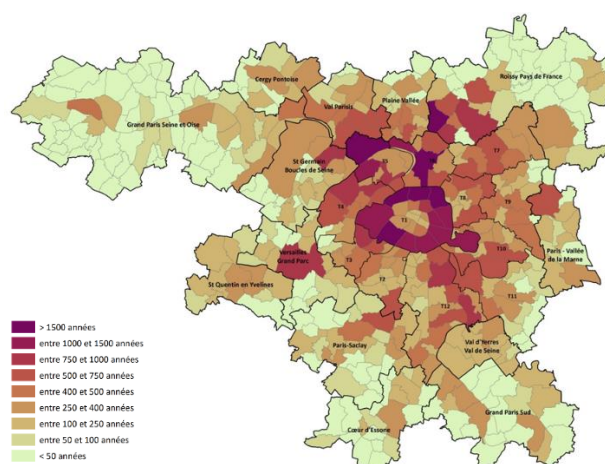 Cergy Pontoise
Roissy Pays de France
Val Parisis
Plaine Vallée
Grand Paris Seine et Oise
St Germain
Boucles de Seine
T5
T6
T7
T4
T8
T9
T1
Versailles
Grand Parc
T3
T10
Paris - Vallée
de la Marne
St Quentin en Yvelines
T2
T11
T12
Paris-Saclay
Val d'Yerres
Val de Seine
Cœur d'Essonne
Grand Paris Sud
> 1500 années
entre 1000 et 1500 années
entre 750 et 1000 années
entre 500 et 750 années
entre 400 et 500 années
entre 250 et 400 années
entre 100 et 250 années
entre 50 et 100 années
< 50 années